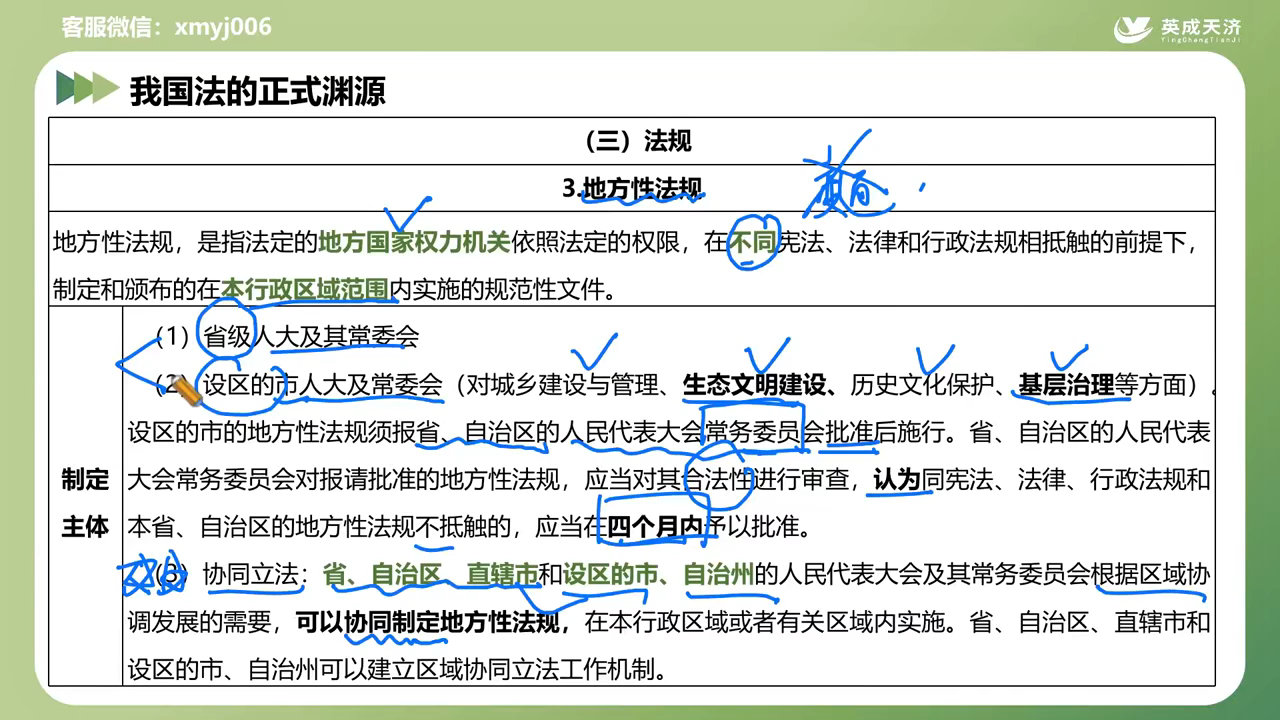 客服微信：xmyj006
英成天济
YingChengTianJi
我国法的正式渊源
（三）法规
3.地方性法规
地方性法规，是指法定的地方国家权力机关依照法定的权限，在不同宪法、法律和行政法规相抵触的前提下，
制定和颁布的在本行政区域范围内实施的规范性文件。
制定
主体
（1）省级人大及其常委会
（2）设区的市人大及常委会（对城乡建设与管理、生态文明建设、历史文化保护、基层治理等方面）。
设区的市的地方性法规须报省、自治区的人民代表大会常务委员会批准后施行。省、自治区的人民代表
大会常务委员会对报请批准的地方性法规，应当对其合法性进行审查，认为同宪法、法律、行政法规和
本省、自治区的地方性法规不抵触的，应当在四个月内予以批准。
（3）协同立法：省、自治区、直辖市和设区的市、自治州的人民代表大会及其常务委员会根据区域协
调发展的需要，可以协同制定地方性法规，在本行政区域或者有关区域内实施。省、自治区、直辖市和
设区的市、自治州可以建立区域协同立法工作机制。